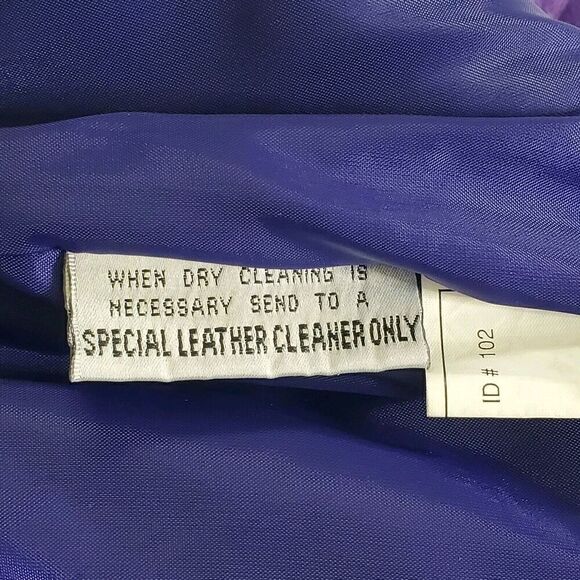 WHEN DRY CLEANING IS
NECESSARY SEND TO A
SPECIAL LEATHER CLEANER ONLY
ID # 102